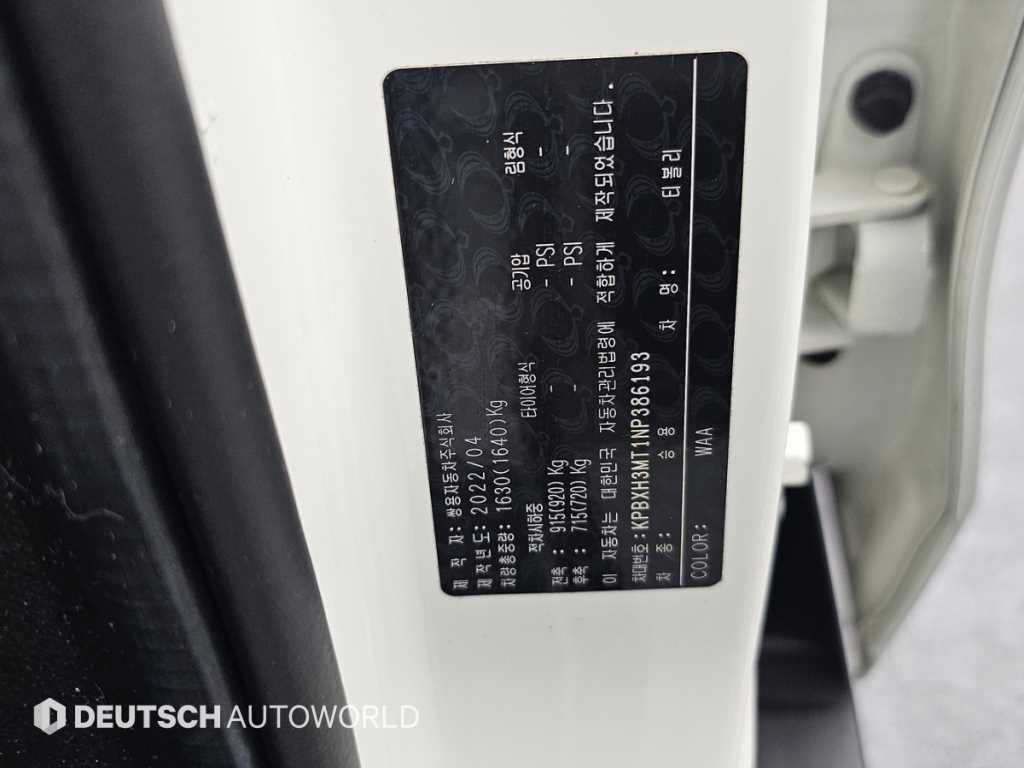 제 작 자: 쌍용자동차주식회사
제작년도: 2022/04
차량총중량: 1630(1640)Kg
적차시하중 타이어형식 공기압 림형식
전축 : 915(920) Kg - - PSI -
후축 : 715(720) Kg - - PSI -
이 자동차는 대한민국 자동차관리법령에 적합하게 제작되었습니다.
차대번호: KPBXH3MT1NP386193
차 종: 승 용 차 명: 티볼리
COLOR: WAA
DEUTSCH AUTOWORLD